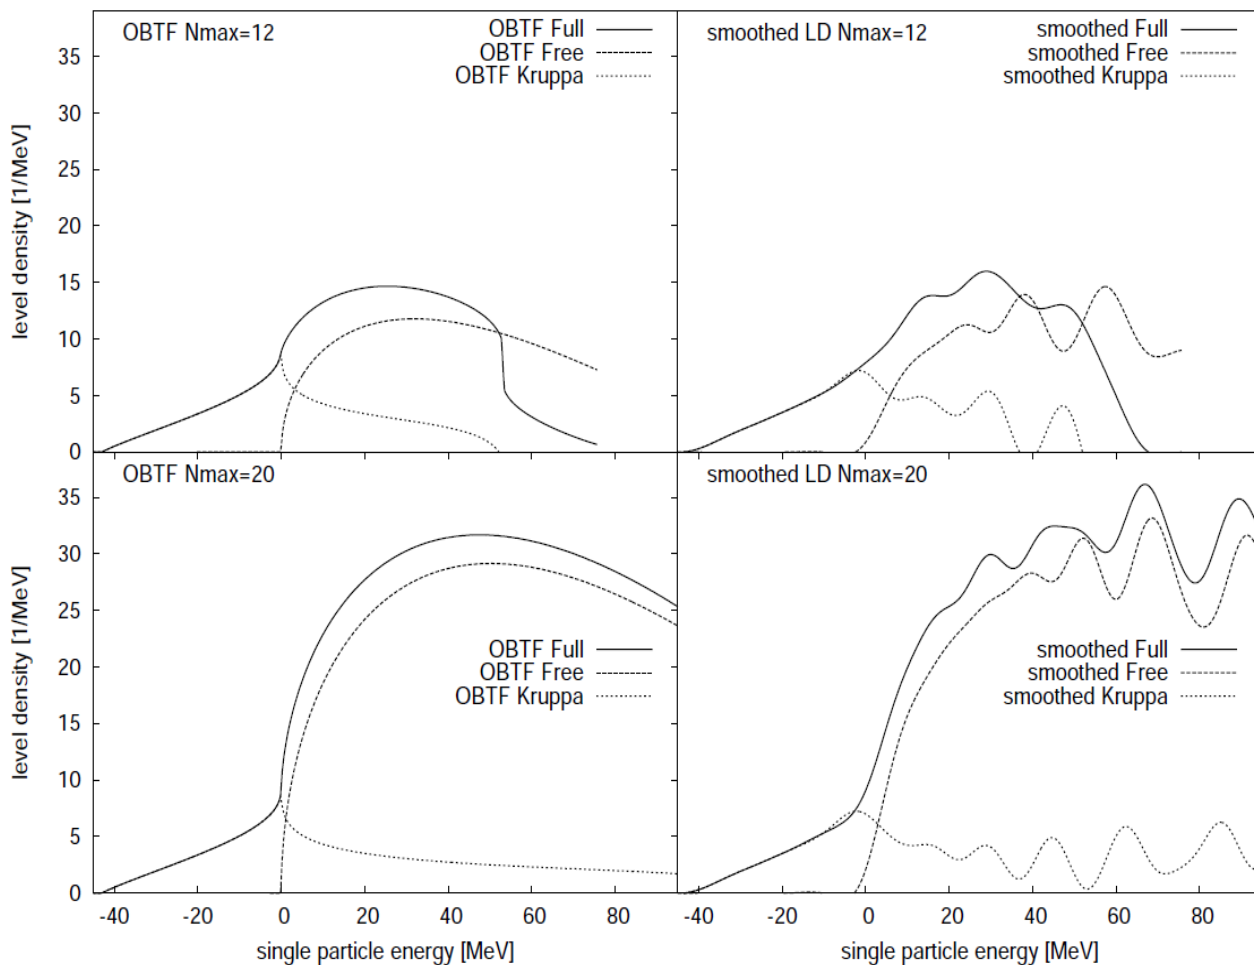 OBTF Nmax=12
OBTF Full
OBTF Free
OBTF Kruppa
35
30
25
20
15
10
5
0
level density [1/MeV]
smoothed LD Nmax=12
smoothed Full
smoothed Free
smoothed Kruppa
OBTF Nmax=20
OBTF Full
OBTF Free
OBTF Kruppa
35
30
25
20
15
10
5
0
level density [1/MeV]
-40 -20 0 20 40 60 80
single particle energy [MeV]
smoothed LD Nmax=20
smoothed Full
smoothed Free
smoothed Kruppa
-40 -20 0 20 40 60 80
single particle energy [MeV]